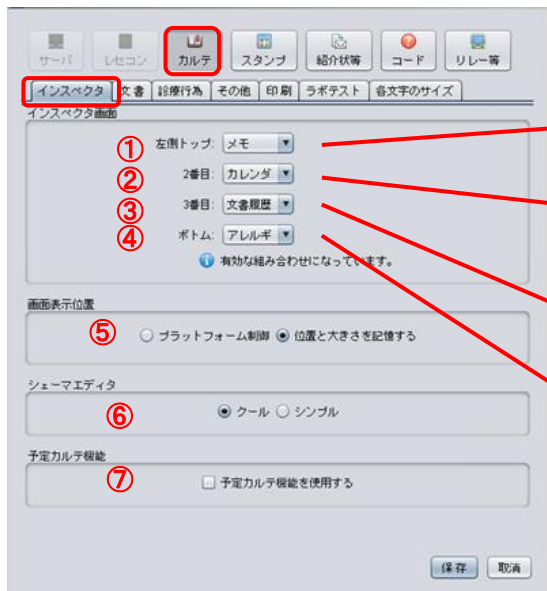 サーバ レセコン カルテ スタンプ 紹介状等 コード リレー等
インスペクタ 文書 診療行為 その他 印刷 ラボテスト 各文字のサイズ
インスペクタ画面
① 左側トップ: メモ
② 2番目: カレンダ
③ 3番目: 文書履歴
④ ボトム: アレルギ
有効な組み合わせになっています。
画面表示位置
⑤ プラットフォーム制御 位置と大きさを記憶する
シェーマエディタ
⑥ クール シンプル
予定カルテ機能
⑦ 予定カルテ機能を使用する
保存 取消